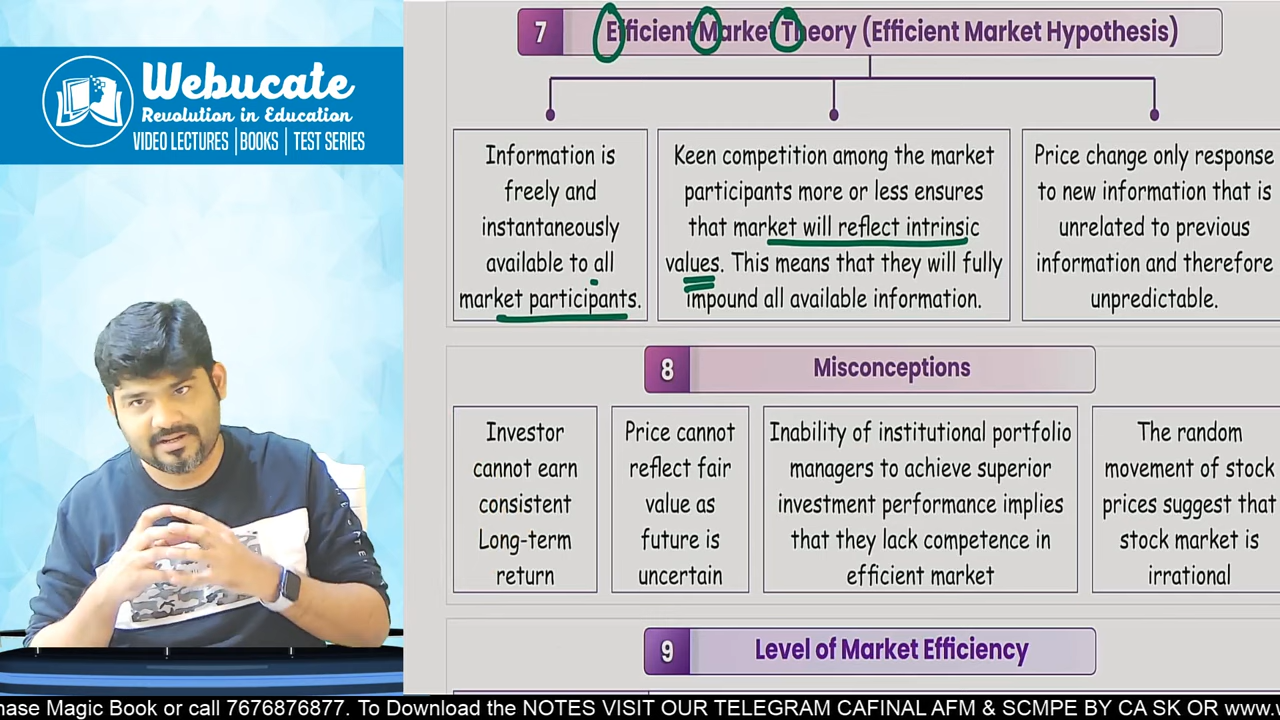 Webucate
Revolution in Education
VIDEO LECTURES | BOOKS | TEST SERIES
7
Efficient Market Theory (Efficient Market Hypothesis)
Information is
freely and
instantaneously
available to all
market participants.
Keen competition among the market
participants more or less ensures
that market will reflect intrinsic
values. This means that they will fully
impound all available information.
Price change only response
to new information that is
unrelated to previous
information and therefore
unpredictable.
8
Misconceptions
Investor
cannot earn
consistent
Long-term
return
Price cannot
reflect fair
value as
future is
uncertain
Inability of institutional portfolio
managers to achieve superior
investment performance implies
that they lack competence in
efficient market
The random
movement of stock
prices suggest that
stock market is
irrational
9
Level of Market Efficiency
hase Magic Book or call 7676876877. To Download the NOTES VISIT OUR TELEGRAM CAFINAL AFM & SCMPE BY CA SK OR www.